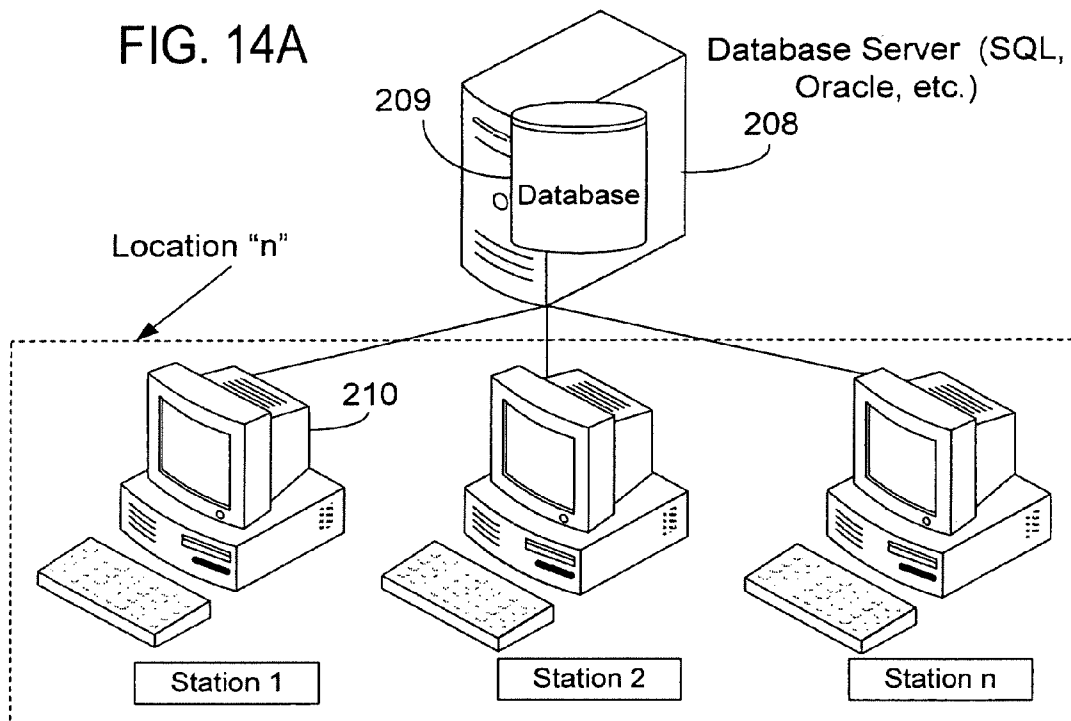 FIG. 14A
Database Server (SQL,
Oracle, etc.)
209
208
Database
Location “n”
210
Station 1
Station 2
Station n